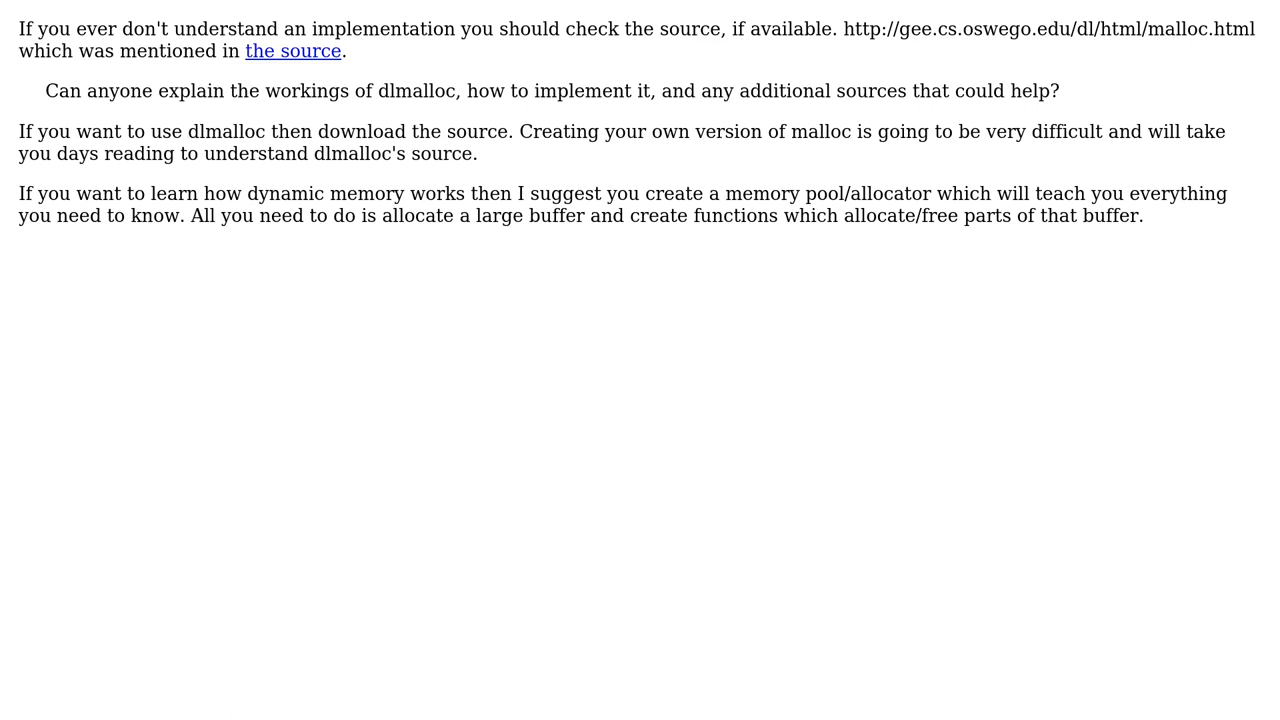 If you ever don't understand an implementation you should check the source, if available. http://gee.cs.oswego.edu/dl/html/malloc.html
which was mentioned in the source.
Can anyone explain the workings of dlmalloc, how to implement it, and any additional sources that could help?
If you want to use dlmalloc then download the source. Creating your own version of malloc is going to be very difficult and will take
you days reading to understand dlmalloc's source.
If you want to learn how dynamic memory works then I suggest you create a memory pool/allocator which will teach you everything
you need to know. All you need to do is allocate a large buffer and create functions which allocate/free parts of that buffer.